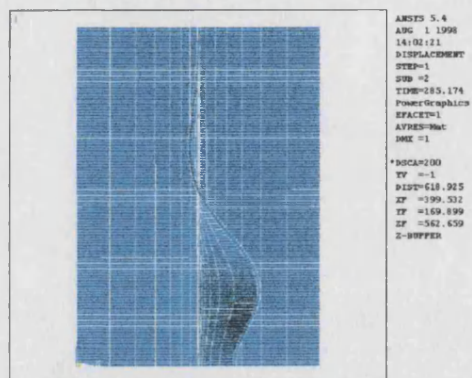 1
ANSYS 5.4
AUG 1 1998
14:02:21
DISPLACEMENT
STEP=1
SUB =2
TIME=285.174
PowerGraphics
EFACET=1
AVRES=Mat
DMX =1
*DSCA=200
YV =-1
DIST=618.925
XF =399.532
YF =169.899
ZF =562.659
Z-BUFFER